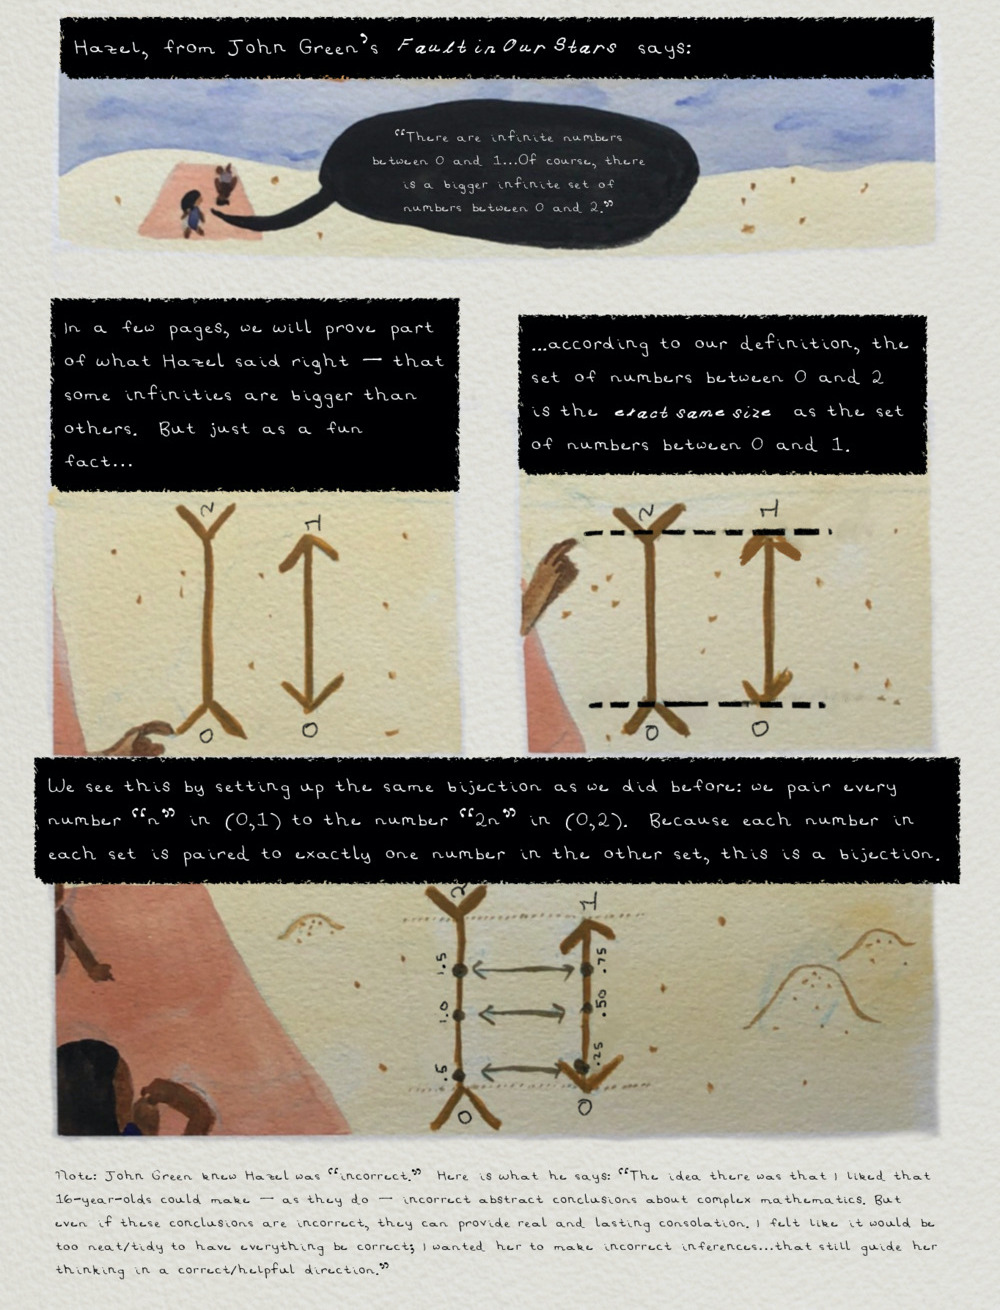 Hazel, from John Green's Fault in Our Stars says:
“There are infinite numbers
between 0 and 1...Of course, there
is a bigger infinite set of
numbers between 0 and 2.”
In a few pages, we will prove part
of what Hazel said right — that
some infinities are bigger than
others. But just as a fun
fact...
...according to our definition, the
set of numbers between 0 and 2
is the exact same size as the set
of numbers between 0 and 1.
2
1
0
0
2
1
0
0
We see this by setting up the same bijection as we did before: we pair every
number “n” in (0,1) to the number “2n” in (0,2). Because each number in
each set is paired to exactly one number in the other set, this is a bijection.
2
1
1.5
.75
1.0
.50
.5
.25
0
0
Note: John Green knew Hazel was “incorrect.” Here is what he says: “The idea there was that I liked that
16-year-olds could make — as they do — incorrect abstract conclusions about complex mathematics. But
even if these conclusions are incorrect, they can provide real and lasting consolation. I felt like it would be
too neat/tidy to have everything be correct; I wanted her to make incorrect inferences...that still guide her
thinking in a correct/helpful direction.”